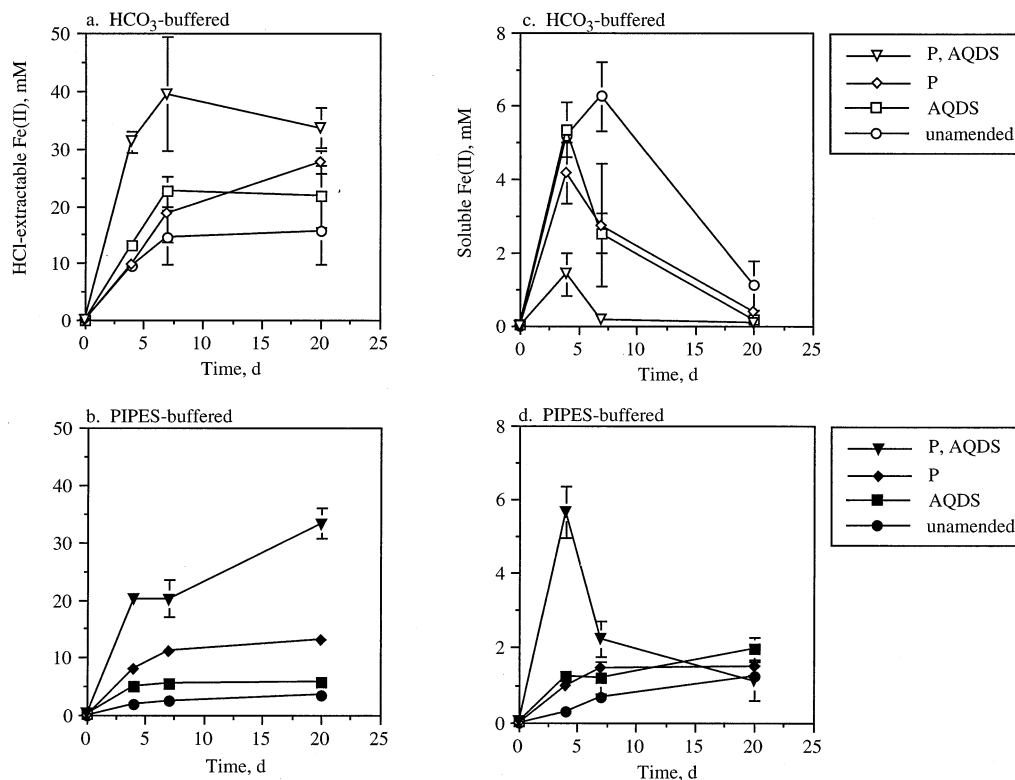 a. HCO₃-buffered
HCl-extractable Fe(II), mM
50
40
30
20
10
0
0 5 10 15 20 25
Time, d
c. HCO₃-buffered
Soluble Fe(II), mM
8
6
4
2
0
0 5 10 15 20 25
Time, d
P, AQDS
P
AQDS
unamended
b. PIPES-buffered
50
40
30
20
10
0
0 5 10 15 20 25
Time, d
d. PIPES-buffered
8
6
4
2
0
0 5 10 15 20 25
Time, d
P, AQDS
P
AQDS
unamended